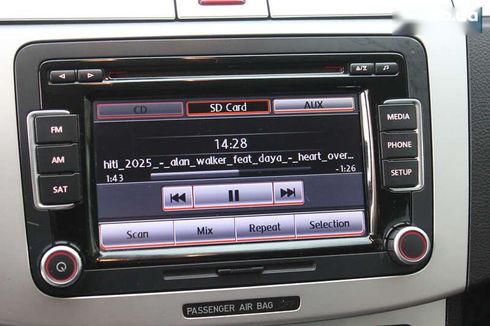 CD
SD Card
AUX
14:28
hiti_2025_-_alan_walker_feat_daya_-_heart_over...
1:43
-1:26
Scan
Mix
Repeat
Selection
FM
AM
SAT
MEDIA
PHONE
SETUP
PASSENGER AIR BAG